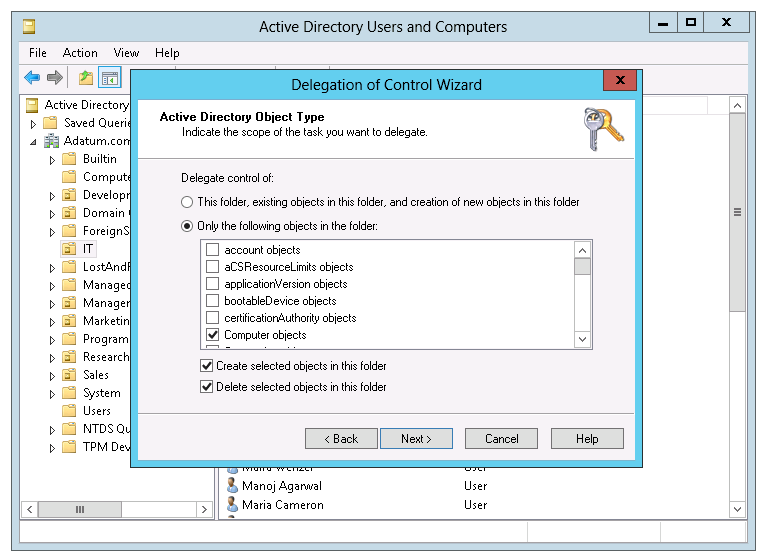 Active Directory Users and Computers
File Action View Help
Active Directory
Saved Querie
Adatum.com
Builtin
Compute
Developm
Domain
ForeignS
IT
LostAndF
Managed
Manager
Marketin
Program
Research
Sales
System
Users
NTDS Qu
TPM Dev
Delegation of Control Wizard
x
Active Directory Object Type
Indicate the scope of the task you want to delegate.
Delegate control of:
This folder, existing objects in this folder, and creation of new objects in this folder
Only the following objects in the folder:
account objects
aCSResourceLimits objects
applicationVersion objects
bootableDevice objects
certificationAuthority objects
Computer objects
Create selected objects in this folder
Delete selected objects in this folder
< Back Next > Cancel Help
User
Manoj Agarwal User
Maria Cameron User